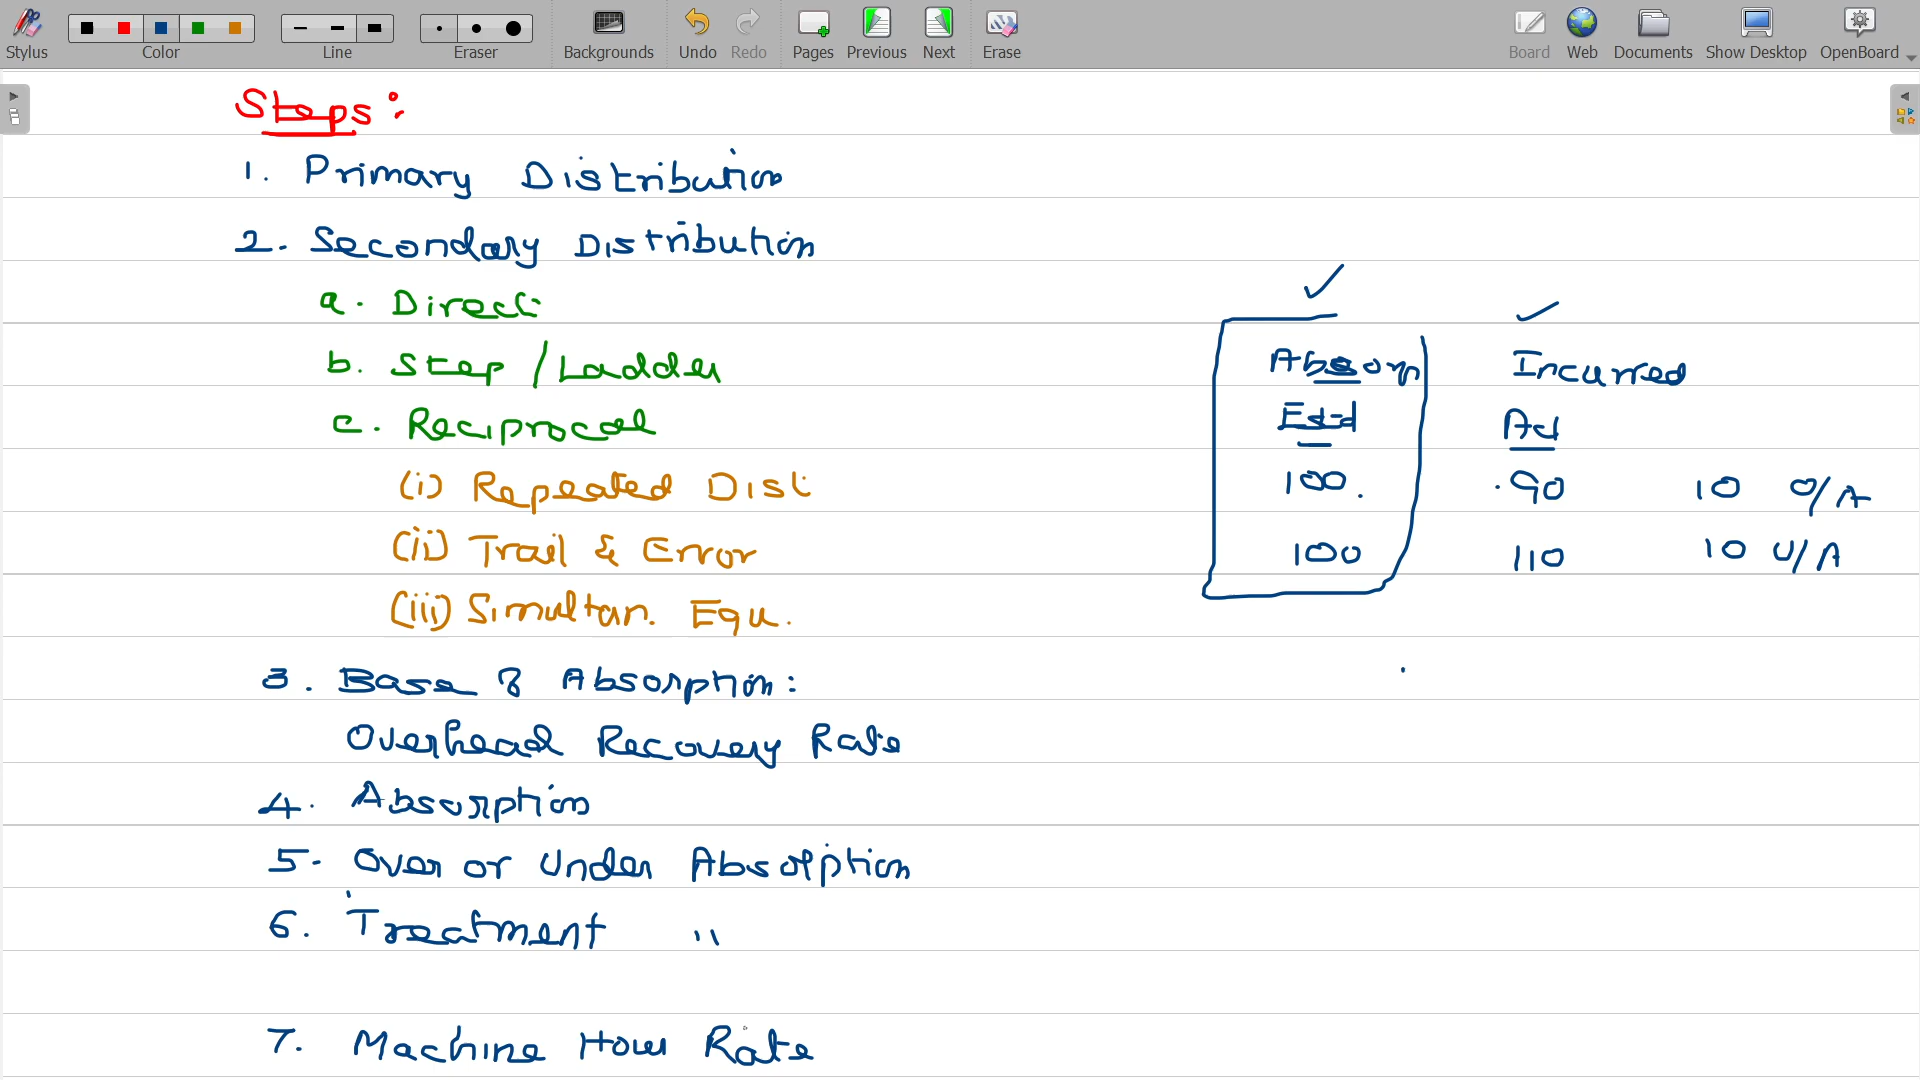 Stylus Color Line Eraser Backgrounds Undo Redo Pages Previous Next Erase Board Web Documents Show Desktop OpenBoard
Steps:
1. Primary Distribution
2. Secondary Distribution
a. Direct
b. Step / Ladder
c. Reciprocal
(i) Repeated Dist
(ii) Trail & Error
(iii) Simultan. Equ.
3. Base & Absorption:
Overhead Recovery Rate
4. Absorption
5. Over or Under Absorption
6. Treatment "
7. Machine Hour Rate
Absorp Incurred
Estd Act
100. 90 10 O/A
100 110 10 U/A